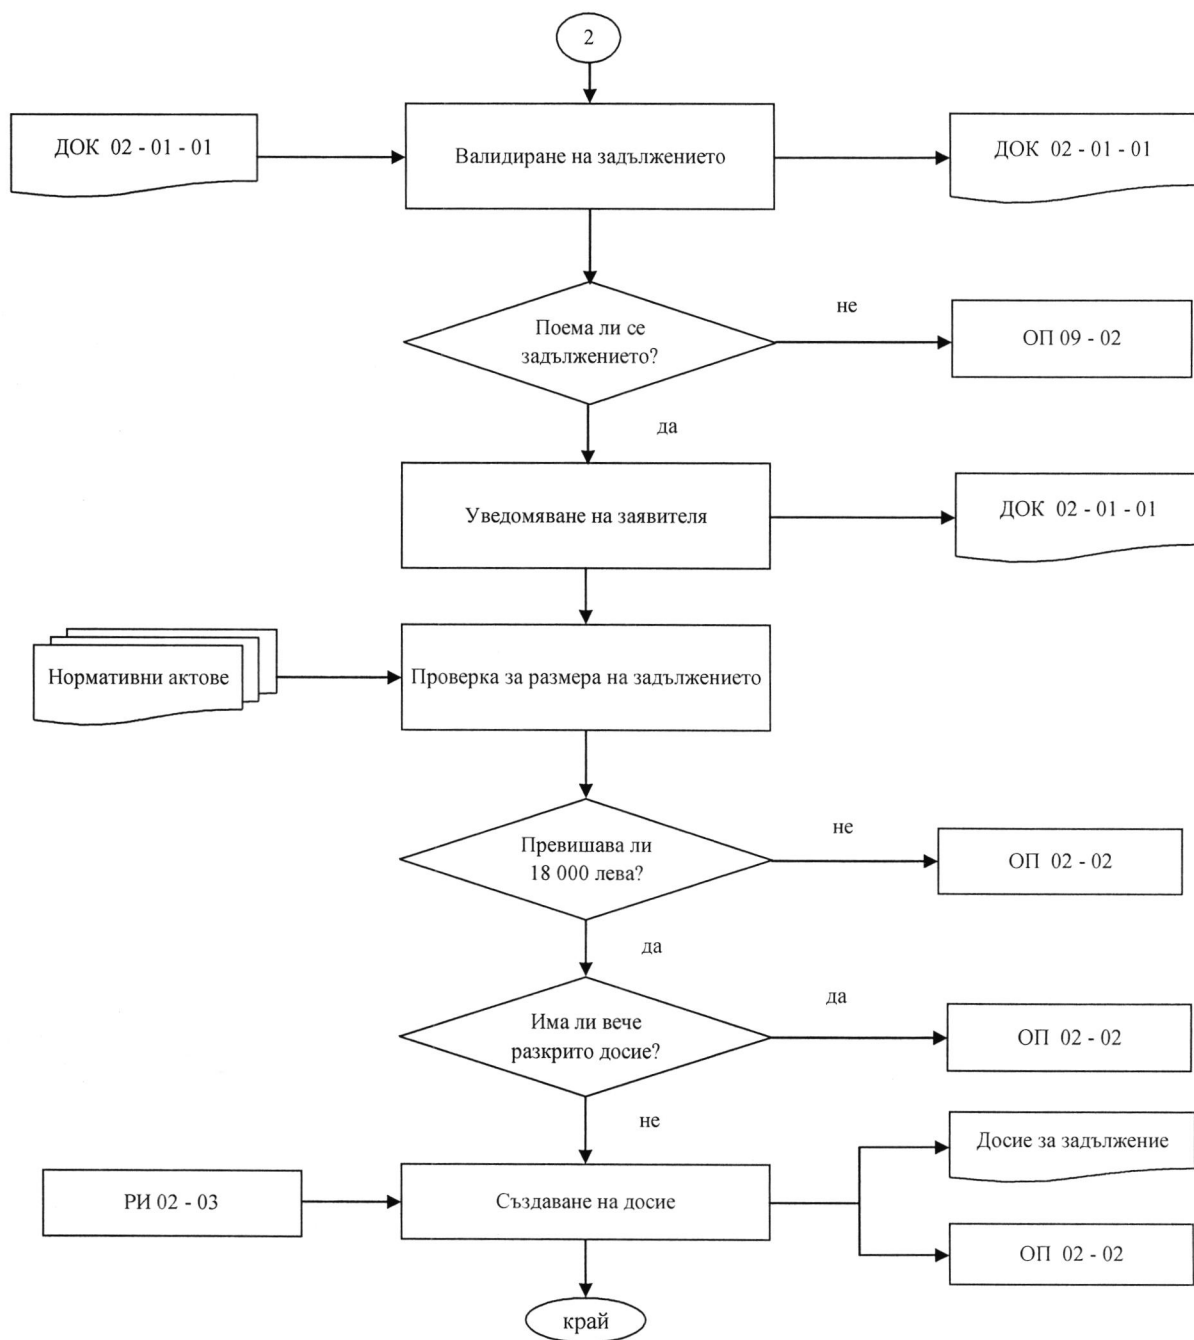 2
ДОК 02 - 01 - 01
Валидиране на задължението
ДОК 02 - 01 - 01
Поема ли се
задължението?
не
ОП 09 - 02
да
Уведомяване на заявителя
ДОК 02 - 01 - 01
Нормативни актове
Проверка за размера на задължението
Превишава ли
18 000 лева?
не
ОП 02 - 02
да
Има ли вече
разкрито досие?
да
ОП 02 - 02
не
Досие за задължение
РИ 02 - 03
Създаване на досие
ОП 02 - 02
край